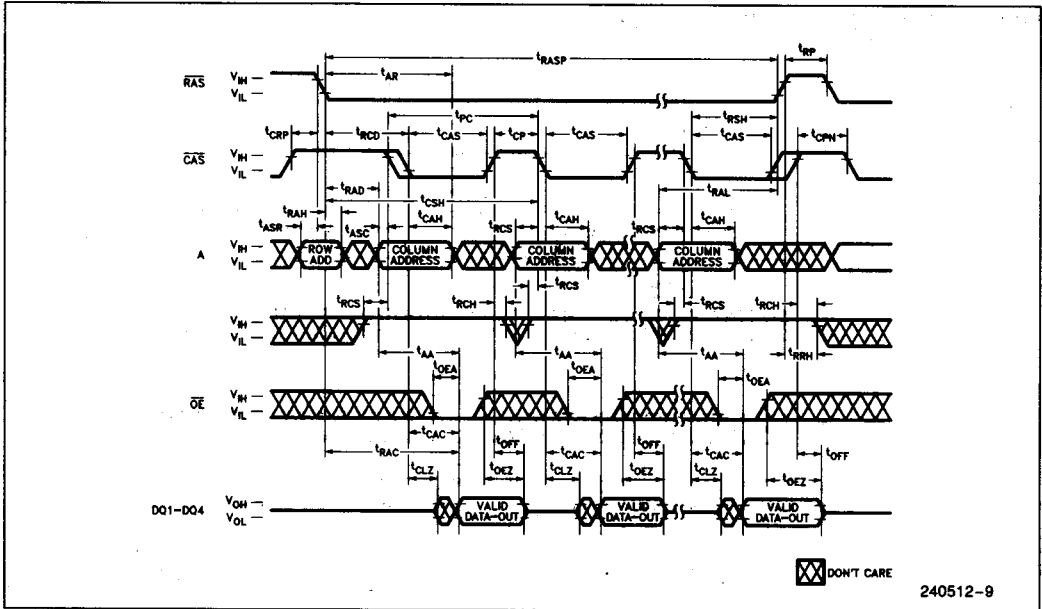 tRASP
tRP
tAR
RAS VIH
VIL
tPC
tRSH
tCRP tRCD tCAS tCP tCAS tCAS tCPN
CAS VIH
VIL
tRAD
tRAL
tCSH
tRAH
tASR tASC tCAH tRCS tCAH tRCS tCAH
A VIH
VIL
ROW ADD
COLUMN ADDRESS
COLUMN ADDRESS
COLUMN ADDRESS
tRCS
tRCS tRCH tRCS tRCH
VIH
VIL
tAA tAA tAA tRRH
tOEA tOEA tOEA
OE VIH
VIL
tCAC tOFF tCAC tOFF tCAC tOFF
tRAC
tCLZ tOEZ tCLZ tOEZ tCLZ tOEZ
DQ1-DQ4 VOH
VOL
VALID DATA-OUT
VALID DATA-OUT
VALID DATA-OUT
DON'T CARE
240512-9